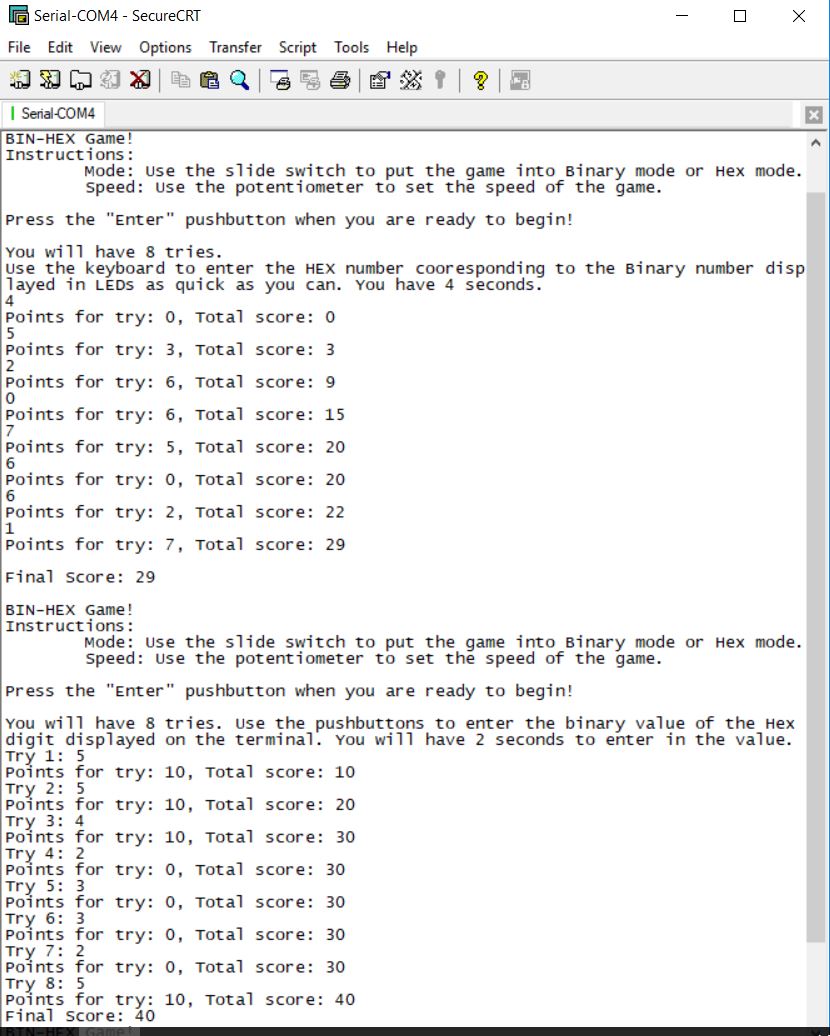 Serial-COM4 - SecureCRT
File Edit View Options Transfer Script Tools Help
Serial-COM4
BIN-HEX Game!
Instructions:
Mode: Use the slide switch to put the game into Binary mode or Hex mode.
Speed: Use the potentiometer to set the speed of the game.
Press the "Enter" pushbutton when you are ready to begin!
You will have 8 tries.
Use the keyboard to enter the HEX number cooresponding to the Binary number disp
layed in LEDs as quick as you can. You have 4 seconds.
4
Points for try: 0, Total score: 0
5
Points for try: 3, Total score: 3
2
Points for try: 6, Total score: 9
0
Points for try: 6, Total score: 15
7
Points for try: 5, Total score: 20
6
Points for try: 0, Total score: 20
6
Points for try: 2, Total score: 22
1
Points for try: 7, Total score: 29
Final Score: 29
BIN-HEX Game!
Instructions:
Mode: Use the slide switch to put the game into Binary mode or Hex mode.
Speed: Use the potentiometer to set the speed of the game.
Press the "Enter" pushbutton when you are ready to begin!
You will have 8 tries. Use the pushbuttons to enter the binary value of the Hex
digit displayed on the terminal. You will have 2 seconds to enter in the value.
Try 1: 5
Points for try: 10, Total score: 10
Try 2: 5
Points for try: 10, Total score: 20
Try 3: 4
Points for try: 10, Total score: 30
Try 4: 2
Points for try: 0, Total score: 30
Try 5: 3
Points for try: 0, Total score: 30
Try 6: 3
Points for try: 0, Total score: 30
Try 7: 2
Points for try: 0, Total score: 30
Try 8: 5
Points for try: 10, Total score: 40
Final Score: 40
BIN-HEX Game!